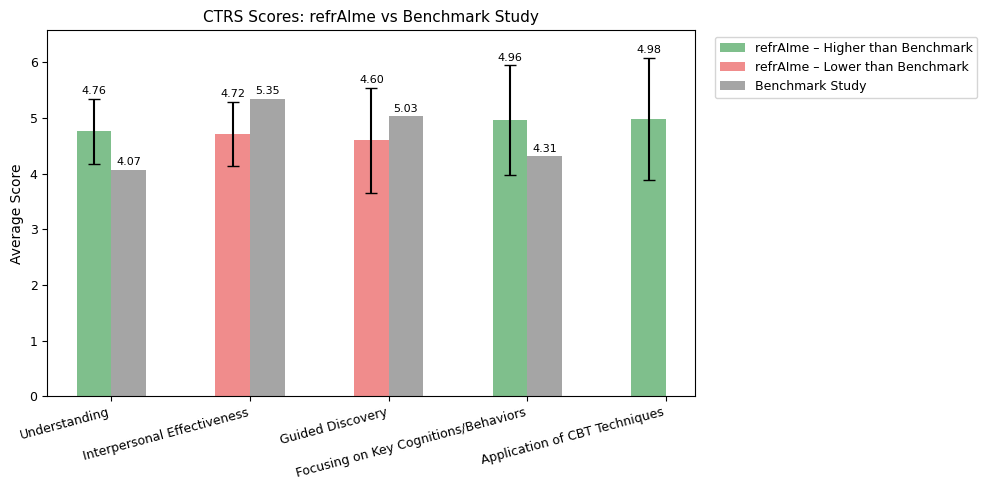 CTRS Scores: refrAIme vs Benchmark Study
refrAIme – Higher than Benchmark
refrAIme – Lower than Benchmark
Benchmark Study
Average Score
6
5
4
3
2
1
0
4.76
4.07
4.72
5.35
4.60
5.03
4.96
4.31
4.98
Understanding
Interpersonal Effectiveness
Guided Discovery
Focusing on Key Cognitions/Behaviors
Application of CBT Techniques